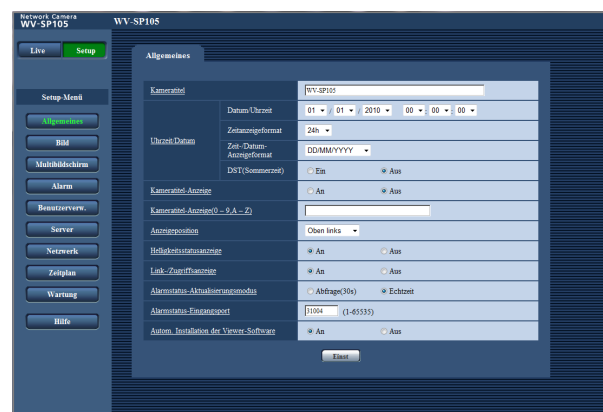 Network Camera
WV-SP105
WV-SP105
Live Setup
Allgemeines
Setup-Menü
Allgemeines
Bild
Multibildschirm
Alarm
Benutzerverw.
Server
Netzwerk
Zeitplan
Wartung
Hilfe
Kameratitel WV-SP105
Uhrzeit/Datum
Datum/Uhrzeit 01 / 01 / 2010 00 : 00 : 00
Zeitanzeigeformat 24h
Zeit-/Datum-
Anzeigeformat DD/MM/YYYY
DST(Sommerzeit) Ein Aus
Kameratitel-Anzeige An Aus
Kameratitel-Anzeige(0 – 9,A – Z)
Anzeigeposition Oben links
Helligkeitsstatusanzeige An Aus
Link-/Zugriffsanzeige An Aus
Alarmstatus-Aktualisierungsmodus Abfrage(30s) Echtzeit
Alarmstatus-Eingangsport 31004 (1-65535)
Autom. Installation der Viewer-Software An Aus
Einst